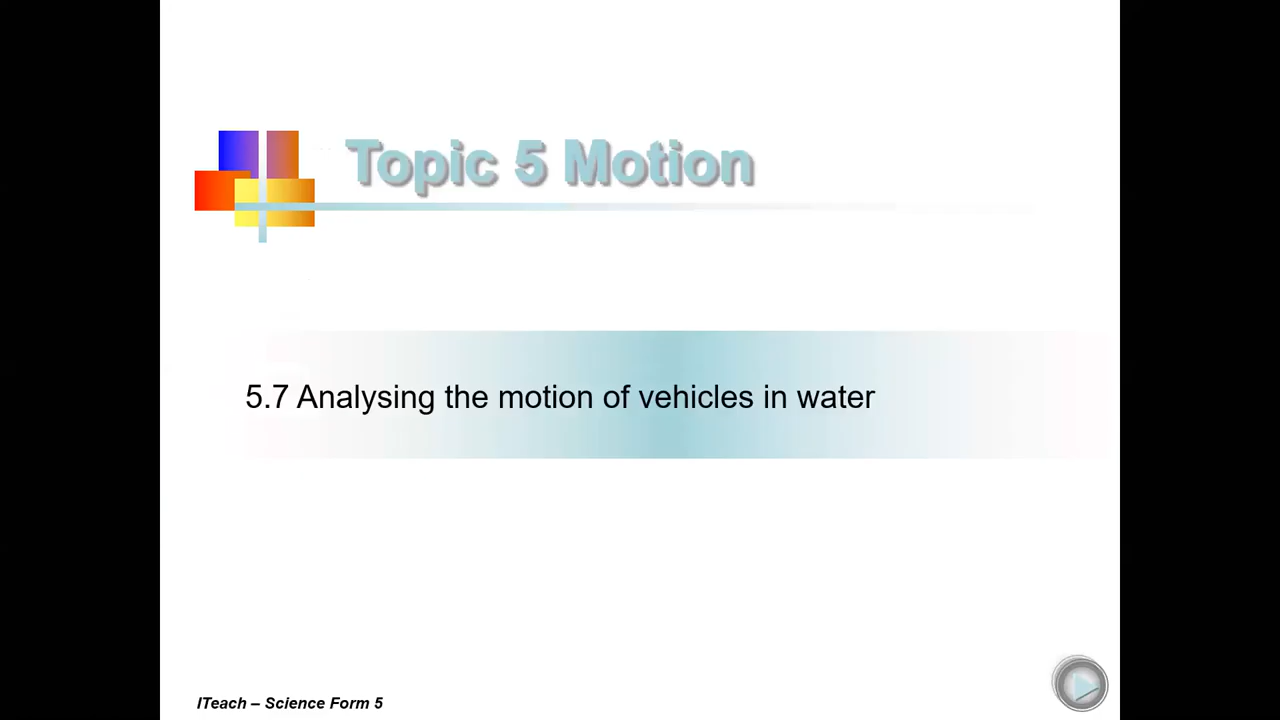 Topic 5 Motion
5.7 Analysing the motion of vehicles in water
ITeach – Science Form 5